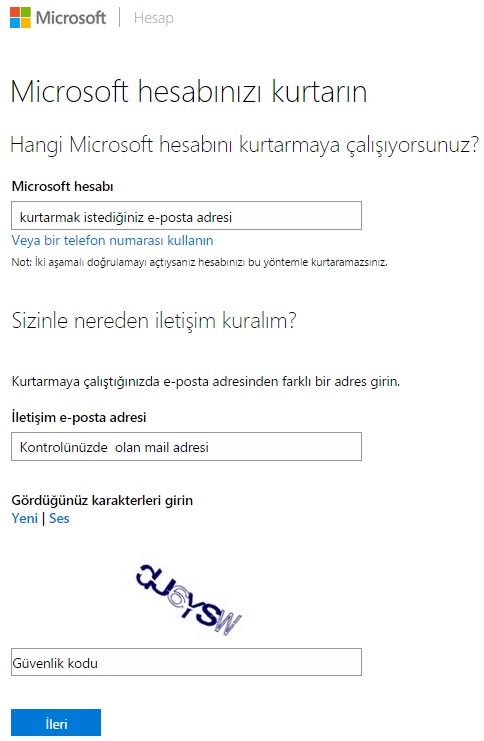 Microsoft | Hesap
Microsoft hesabınızı kurtarın
Hangi Microsoft hesabını kurtarmaya çalışıyorsunuz?
Microsoft hesabı
kurtarmak istediğiniz e-posta adresi
Veya bir telefon numarası kullanın
Not: İki aşamalı doğrulamayı açtıysanız hesabınızı bu yöntemle kurtaramazsınız.
Sizinle nereden iletişim kuralım?
Kurtarmaya çalıştığınızda e-posta adresinden farklı bir adres girin.
İletişim e-posta adresi
Kontrolünüzde olan mail adresi
Gördüğünüz karakterleri girin
Yeni | Ses
Güvenlik kodu
İleri